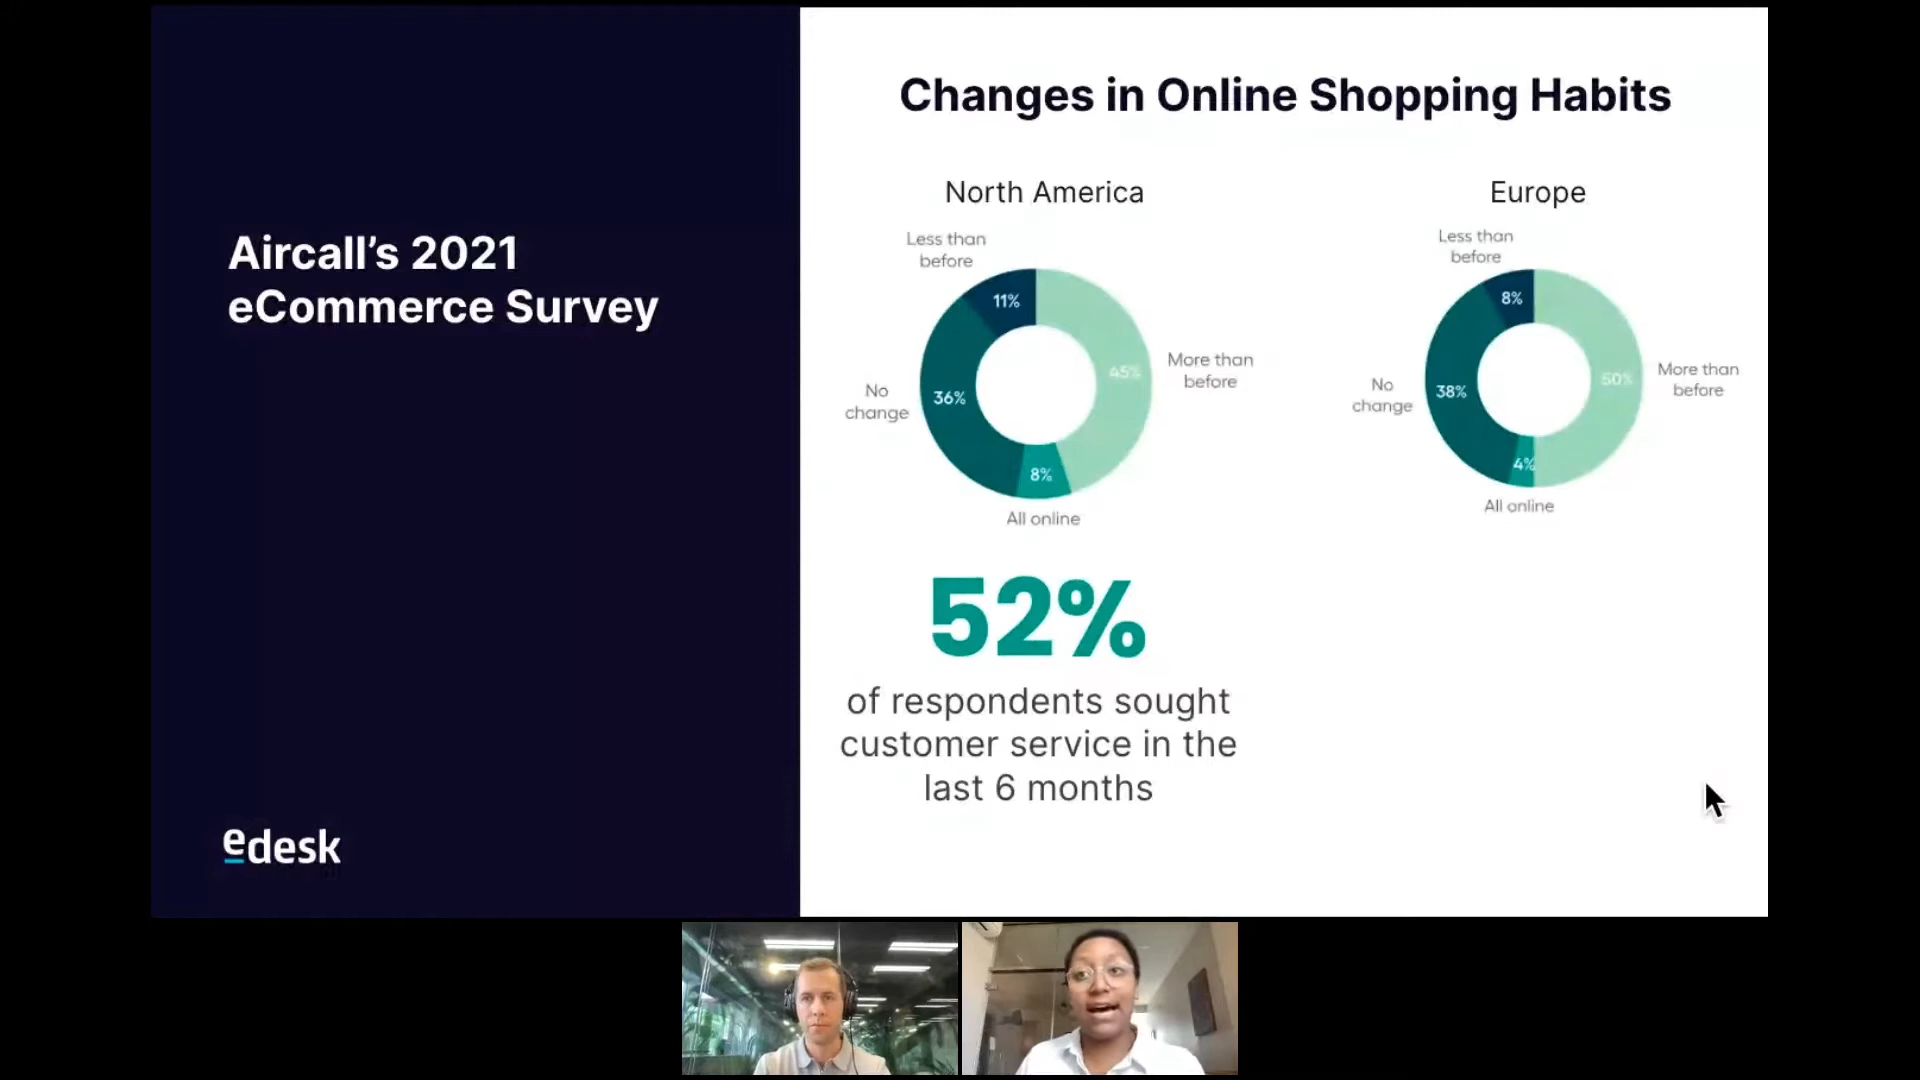 Aircall's 2021
eCommerce Survey
edesk
Changes in Online Shopping Habits
North America
Less than
before
11%
45%
More than
before
No
change
36%
8%
All online
Europe
Less than
before
8%
50%
More than
before
No
change
38%
4%
All online
52%
of respondents sought
customer service in the
last 6 months